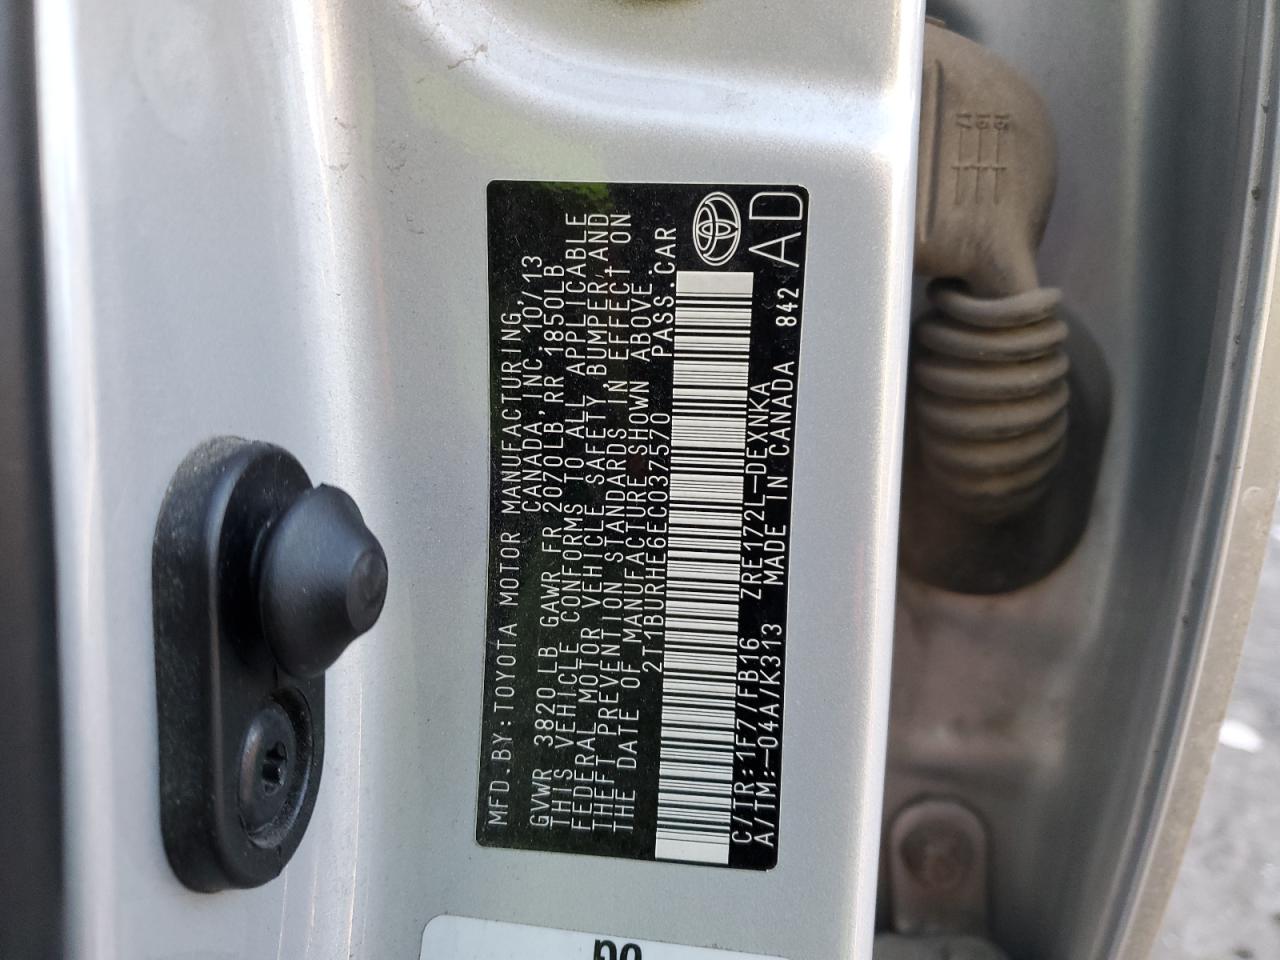 MFD.BY:TOYOTA MOTOR MANUFACTURING,
CANADA,INC.10/13
GVWR 3820 LB GAWR FR 2070LB,RR 1850LB
THIS VEHICLE CONFORMS TO ALL APPLICABLE
FEDERAL MOTOR VEHICLE SAFETY,BUMPER,AND
THEFT PREVENTION STANDARDS IN EFFECT ON
THE DATE OF MANUFACTURE SHOWN ABOVE.
2T1BURHE6EC037570 PASS.CAR
C/TR:1F7/FB16 ZRE172L-DEXNKA
A/TM:-04A/K313 MADE IN CANADA 842
AD